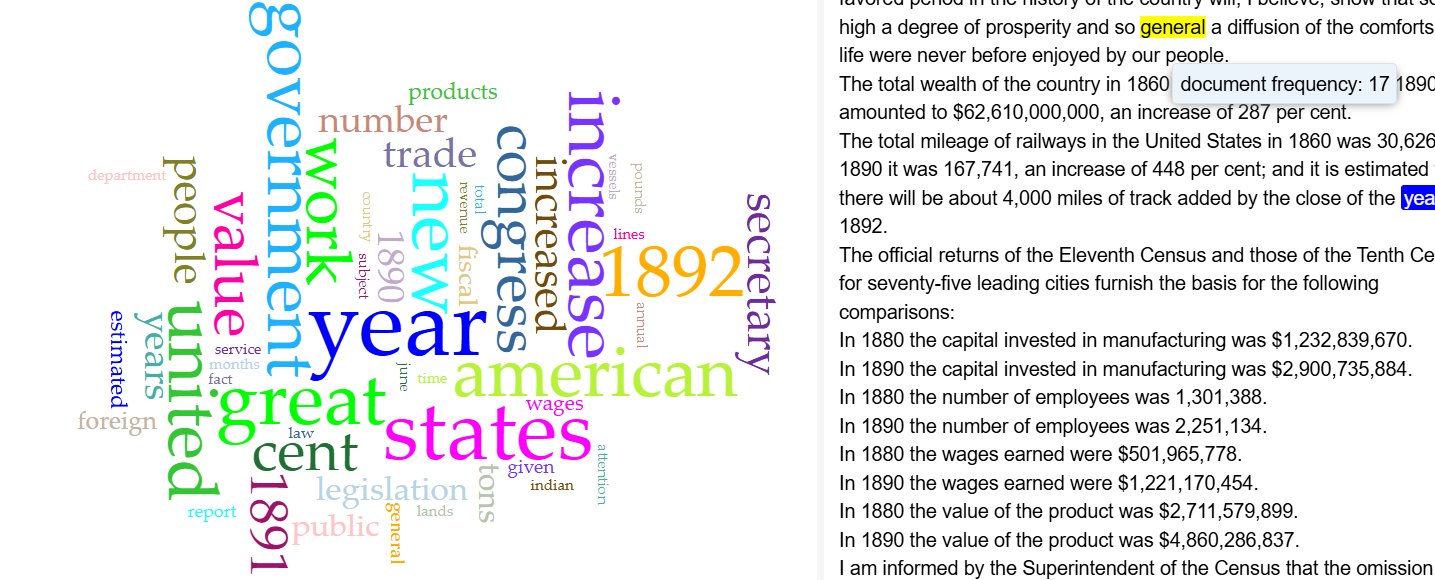 government
products
number
trade
work
congress
increase
increased
people
department
value
new
country
revenue
total
vessels
pounds
lines
1890
subject
fiscal
1892
secretary
year
annual
estimated
years
united
service
months
fact
june
time
american
great
foreign
law
cent
states
wages
given
indian
attention
tons
legislation
lands
report
1891
public
general
favored period in the history of the country will, I believe, show that so
high a degree of prosperity and so general a diffusion of the comforts
life were never before enjoyed by our people.
The total wealth of the country in 1860 document frequency: 17 1890
amounted to $62,610,000,000, an increase of 287 per cent.
The total mileage of railways in the United States in 1860 was 30,626
1890 it was 167,741, an increase of 448 per cent; and it is estimated
there will be about 4,000 miles of track added by the close of the yea
1892.
The official returns of the Eleventh Census and those of the Tenth Ce
for seventy-five leading cities furnish the basis for the following
comparisons:
In 1880 the capital invested in manufacturing was $1,232,839,670.
In 1890 the capital invested in manufacturing was $2,900,735,884.
In 1880 the number of employees was 1,301,388.
In 1890 the number of employees was 2,251,134.
In 1880 the wages earned were $501,965,778.
In 1890 the wages earned were $1,221,170,454.
In 1880 the value of the product was $2,711,579,899.
In 1890 the value of the product was $4,860,286,837.
I am informed by the Superintendent of the Census that the omission